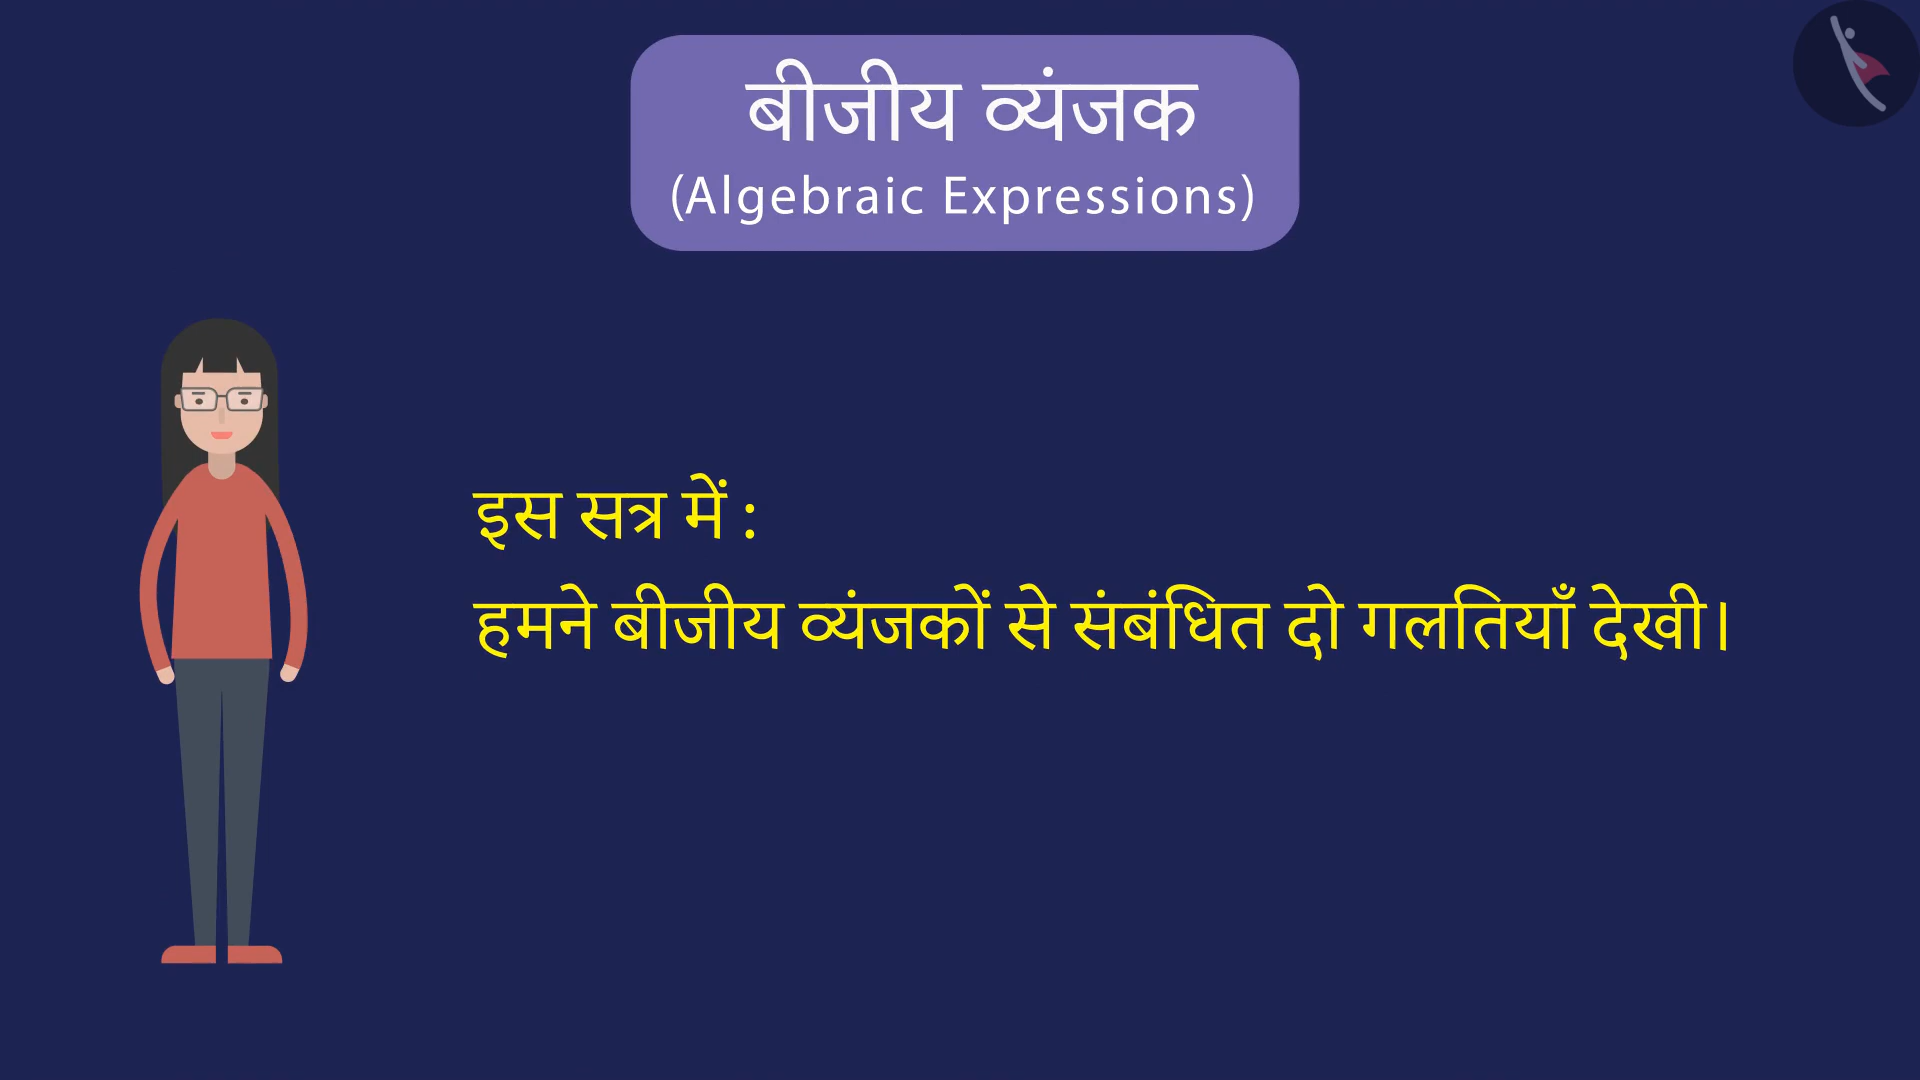 बीजीय व्यंजक
(Algebraic Expressions)
इस सत्र में :
हमने बीजीय व्यंजकों से संबंधित दो गलतियाँ देखी।